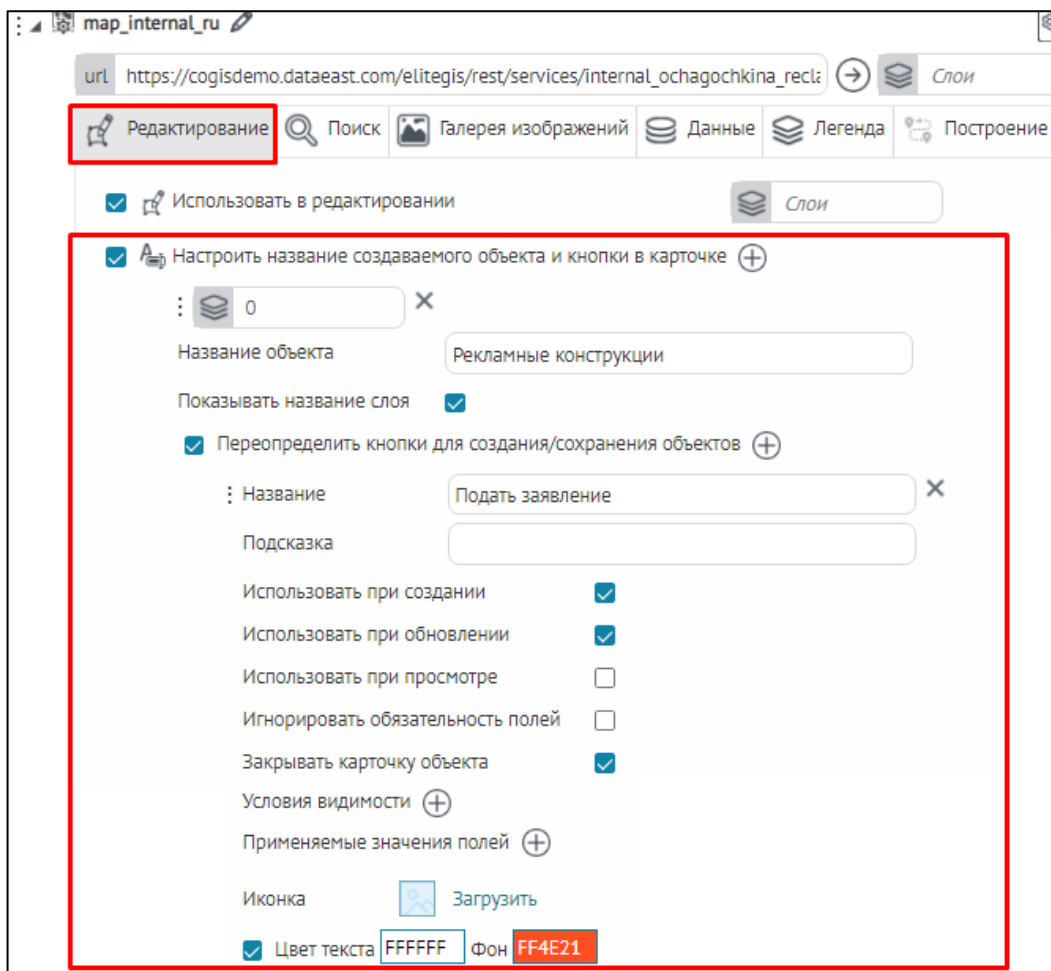 map_internal_ru
url https://cogisdemo.dataeast.com/elitegis/rest/services/internal_ochagochkina_recla Слои
Редактирование Поиск Галерея изображений Данные Легенда Построение
Использовать в редактировании Слои
Настроить название создаваемого объекта и кнопки в карточке
0
Название объекта Рекламные конструкции
Показывать название слоя
Переопределить кнопки для создания/сохранения объектов
Название Подать заявление
Подсказка
Использовать при создании
Использовать при обновлении
Использовать при просмотре
Игнорировать обязательность полей
Закрывать карточку объекта
Условия видимости
Применяемые значения полей
Иконка Загрузить
Цвет текста FFFFFF Фон FF4E21